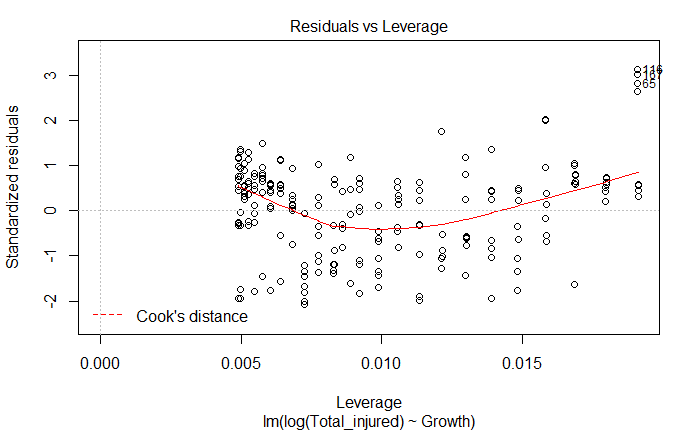 Residuals vs Leverage
Standardized residuals
3
2
1
0
-1
-2
116
167
65
Cook's distance
0.000 0.005 0.010 0.015
Leverage
lm(log(Total_injured) ~ Growth)